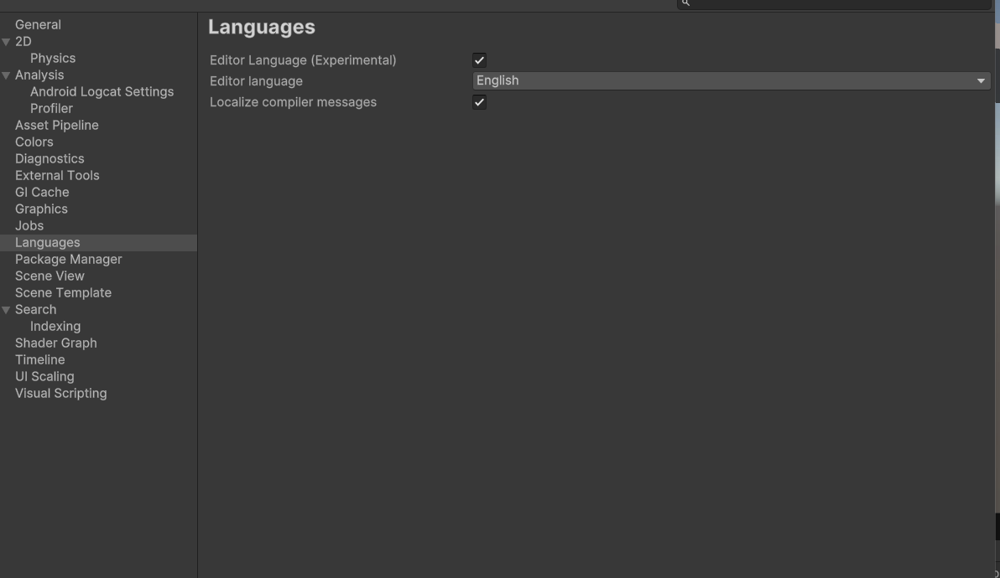 General
2D
Physics
Analysis
Android Logcat Settings
Profiler
Asset Pipeline
Colors
Diagnostics
External Tools
GI Cache
Graphics
Jobs
Languages
Package Manager
Scene View
Scene Template
Search
Indexing
Shader Graph
Timeline
UI Scaling
Visual Scripting
Languages
Editor Language (Experimental)
Editor language English
Localize compiler messages